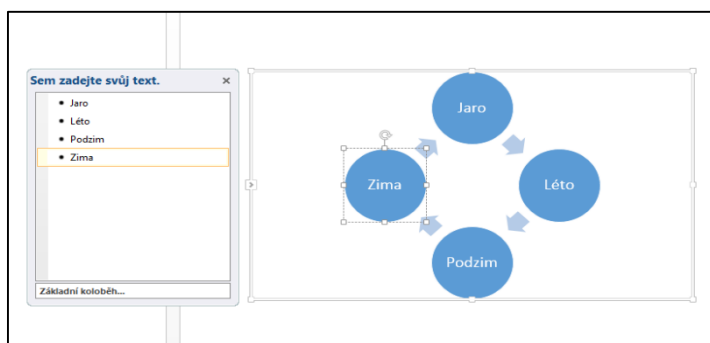 Sem zadejte svůj text.
Jaro
Léto
Podzim
Zima
Základní koloběh...
Jaro
Zima
Léto
Podzim